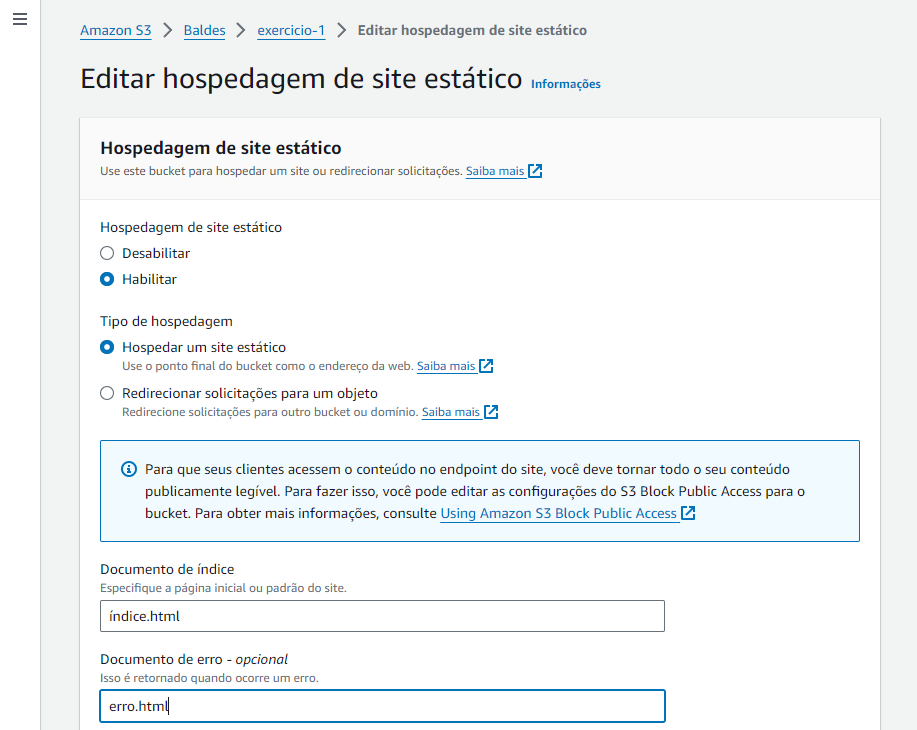 Amazon S3 > Baldes > exercicio-1 > Editar hospedagem de site estático
Editar hospedagem de site estático Informações
Hospedagem de site estático
Use este bucket para hospedar um site ou redirecionar solicitações. Saiba mais
Hospedagem de site estático
Desabilitar
Habilitar
Tipo de hospedagem
Hospedar um site estático
Use o ponto final do bucket como o endereço da web. Saiba mais
Redirecionar solicitações para um objeto
Redirecione solicitações para outro bucket ou domínio. Saiba mais
Para que seus clientes acessem o conteúdo no endpoint do site, você deve tornar todo o seu conteúdo
publicamente legível. Para fazer isso, você pode editar as configurações do S3 Block Public Access para o
bucket. Para obter mais informações, consulte Using Amazon S3 Block Public Access
Documento de índice
Especifique a página inicial ou padrão do site.
índice.html
Documento de erro - opcional
Isso é retornado quando ocorre um erro.
erro.html